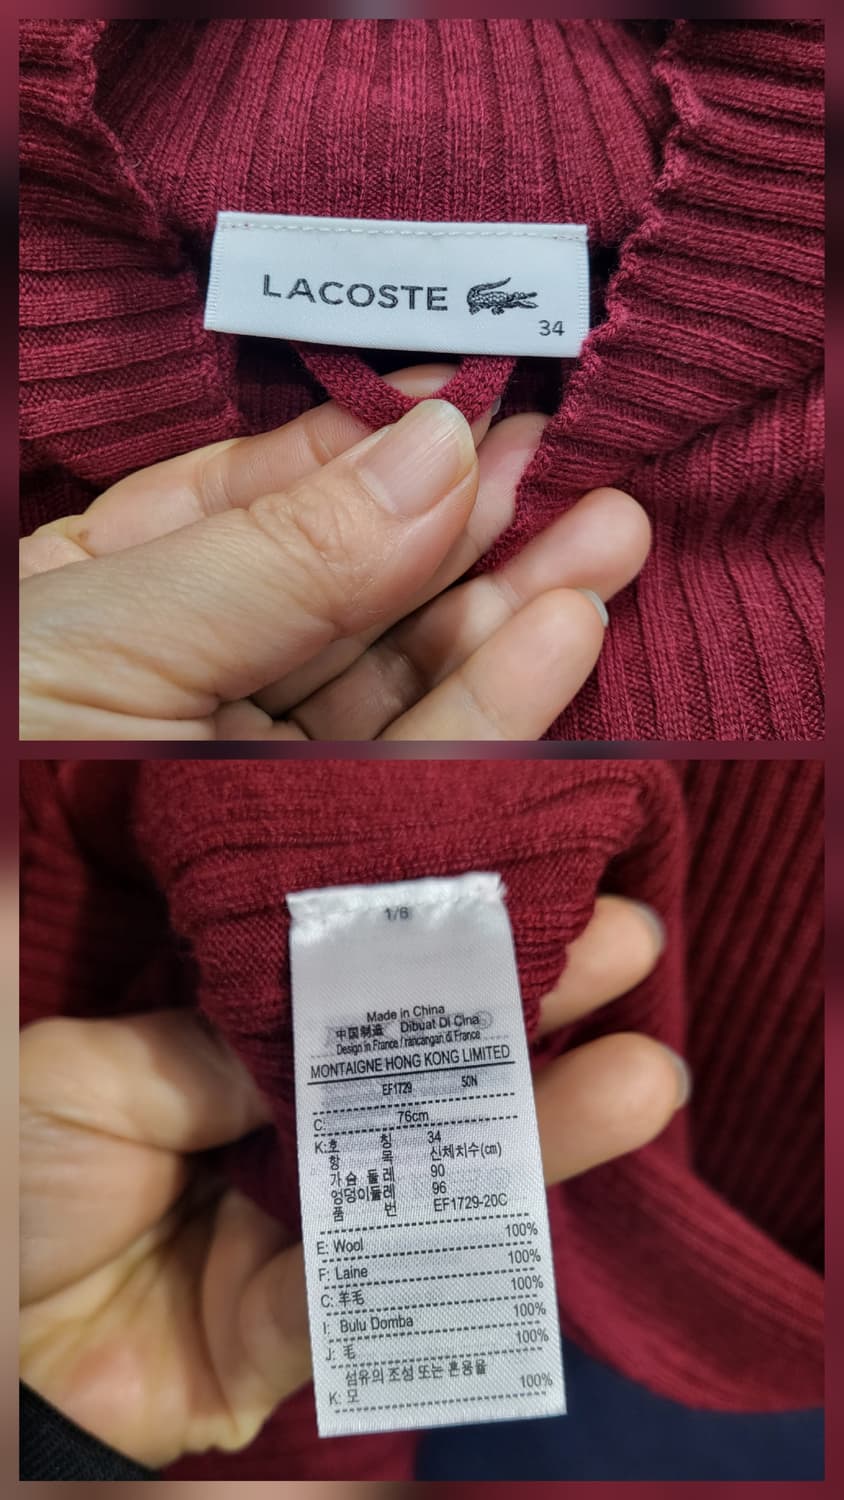 LACOSTE
34
1/6
Made in China
中国制造 Dibuat Di Cina
Design in France / rancangan di France
MONTAIGNE HONG KONG LIMITED
EF1729 50N
C: 76cm
K:호 칭 34
항 목 신체치수(cm)
가슴 둘레 90
엉덩이둘레 96
품 번 EF1729-20C
E: Wool 100%
F: Laine 100%
C: 羊毛 100%
I: Bulu Domba 100%
J: 毛 100%
섬유의 조성 또는 혼용율
K: 모 100%